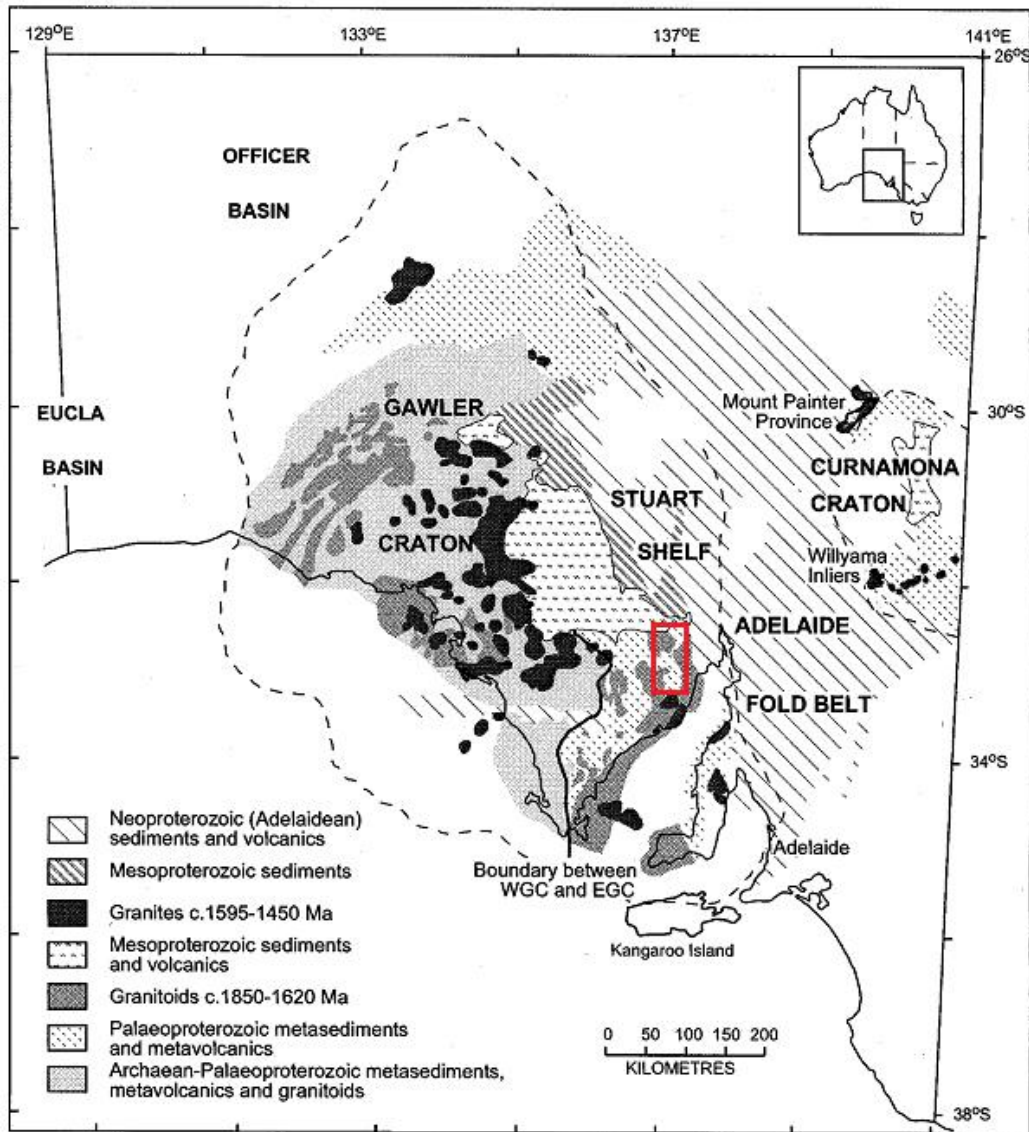 129°E
133°E
137°E
141°E
26°S
OFFICER
BASIN
EUCLA
BASIN
GAWLER
CRATON
Mount Painter
Province
30°S
CURNAMONA
CRATON
STUART
SHELF
Willyama
Inliers
ADELAIDE
FOLD BELT
34°S
Neoproterozoic (Adelaidean)
sediments and volcanics
Mesoproterozoic sediments
Granites c.1595-1450 Ma
Mesoproterozoic sediments
and volcanics
Granitoids c.1850-1620 Ma
Palaeoproterozoic metasediments
and metavolcanics
Archaean-Palaeoproterozoic metasediments,
metavolcanics and granitoids
Boundary between
WGC and EGC
Adelaide
Kangaroo Island
0 50 100 150 200
KILOMETRES
38°S